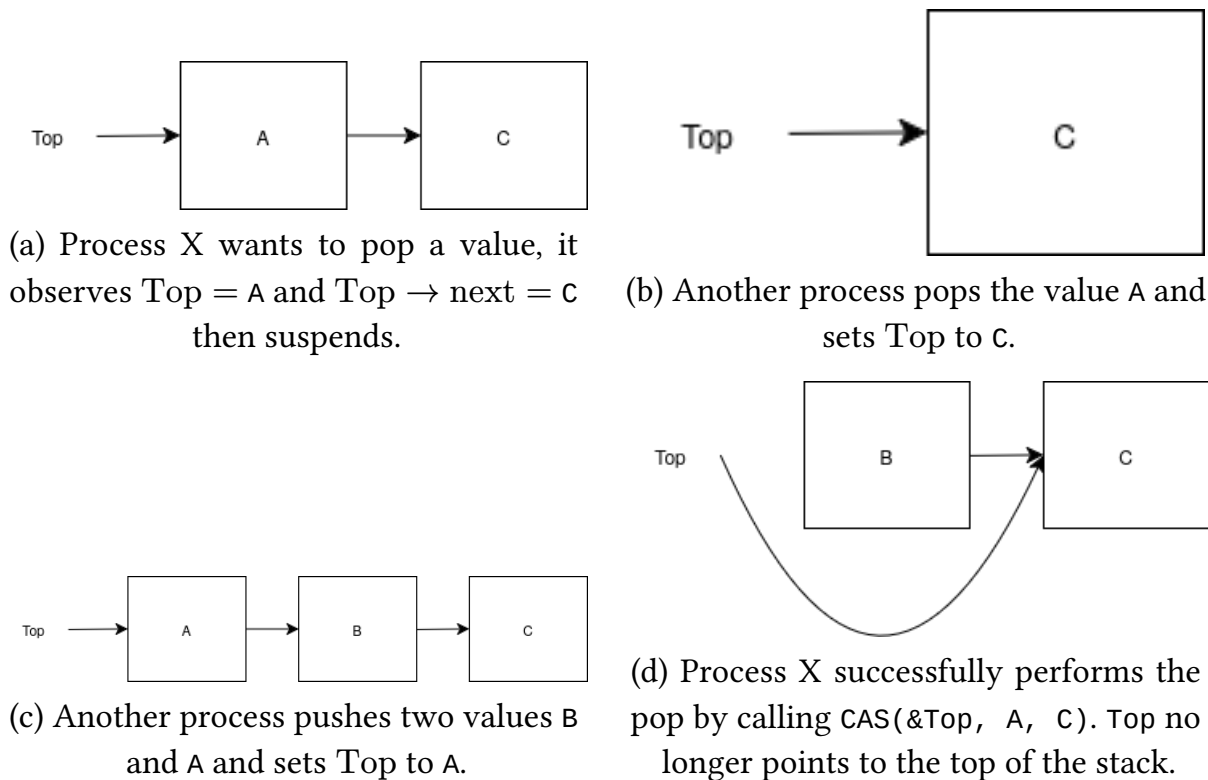 Top
A
C
(a) Process X wants to pop a value, it
observes Top = A and Top → next = C
then suspends.
Top
C
(b) Another process pops the value A and
sets Top to C.
Top
A
B
C
(c) Another process pushes two values B
and A and sets Top to A.
Top
B
C
(d) Process X successfully performs the
pop by calling CAS(&Top, A, C). Top no
longer points to the top of the stack.